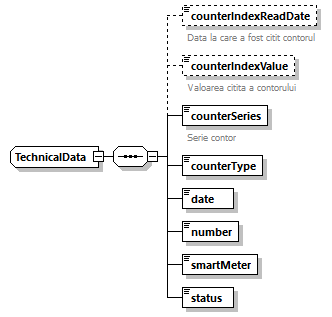 counterIndexReadDate
Data la care a fost citit contorul
counterIndexValue
Valoarea citita a contorului
counterSeries
Serie contor
TechnicalData
counterType
date
number
smartMeter
status